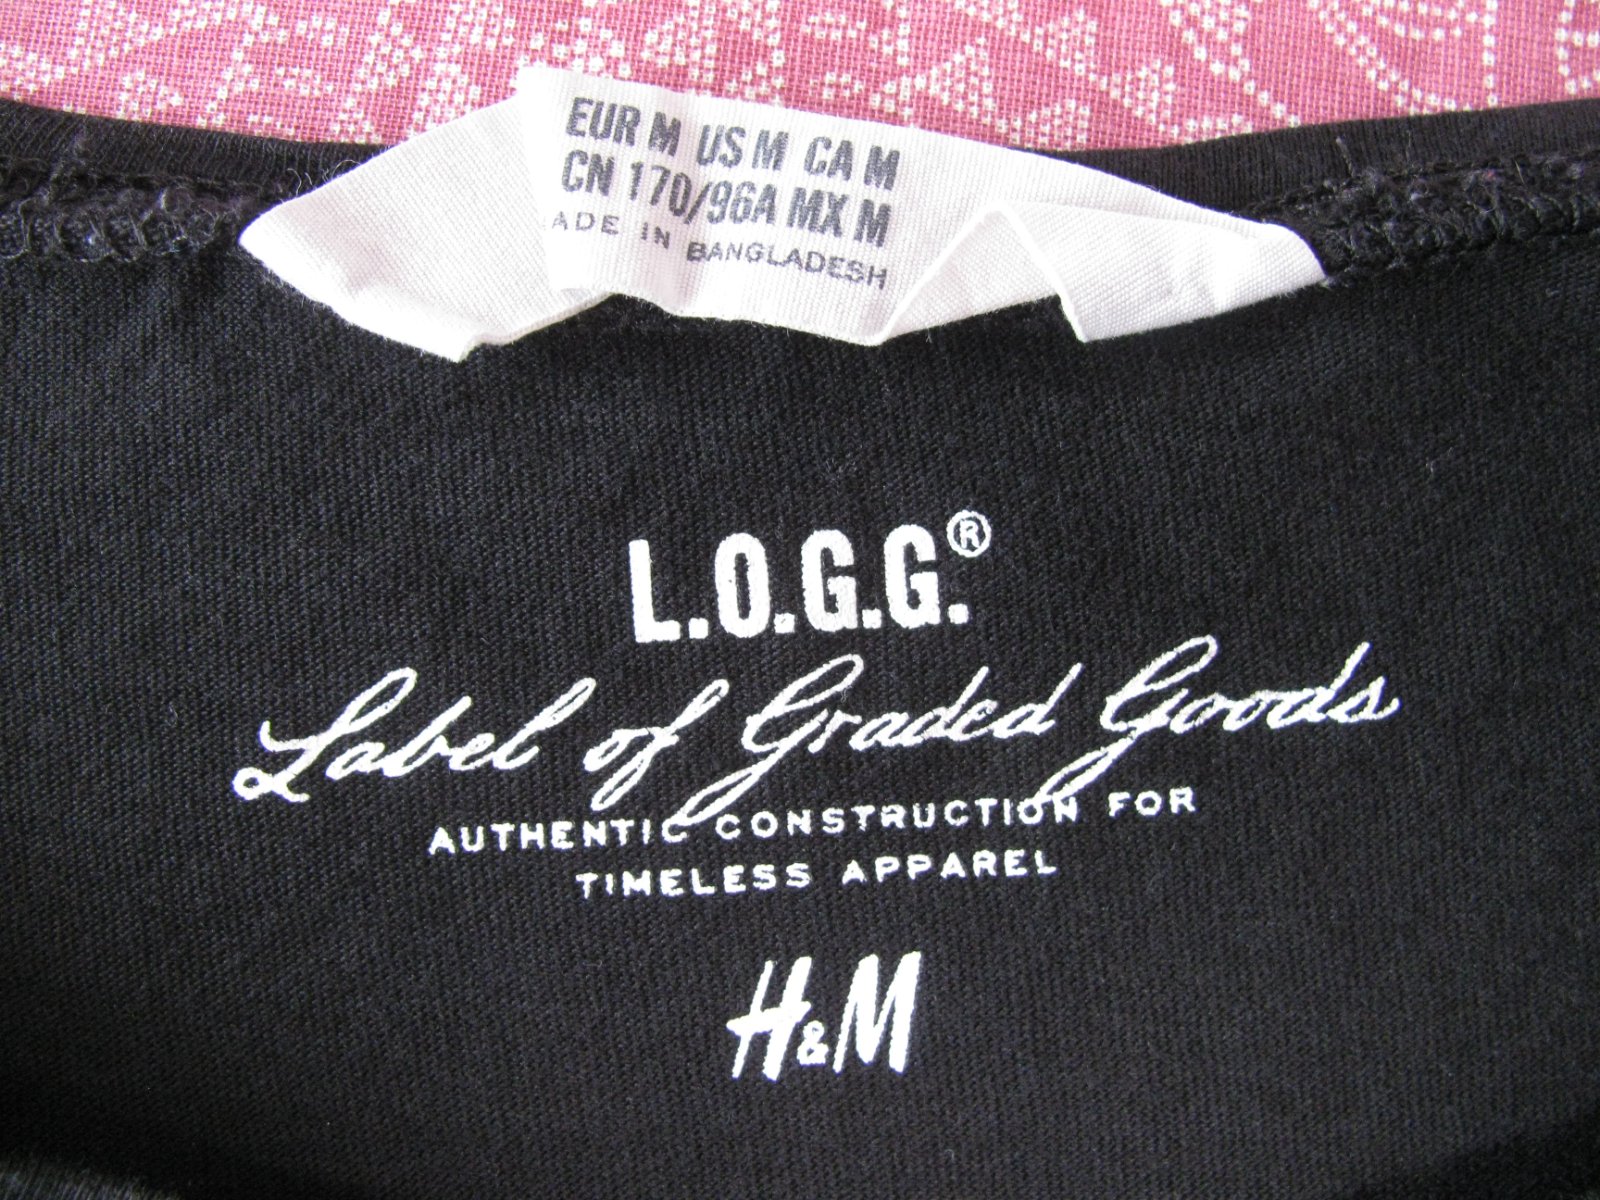 EUR M US M CA M
CN 170/96A MX M
ADE IN BANGLADESH
L.O.G.G.®
Label of Graded Goods
AUTHENTIC CONSTRUCTION FOR
TIMELESS APPAREL
H&M